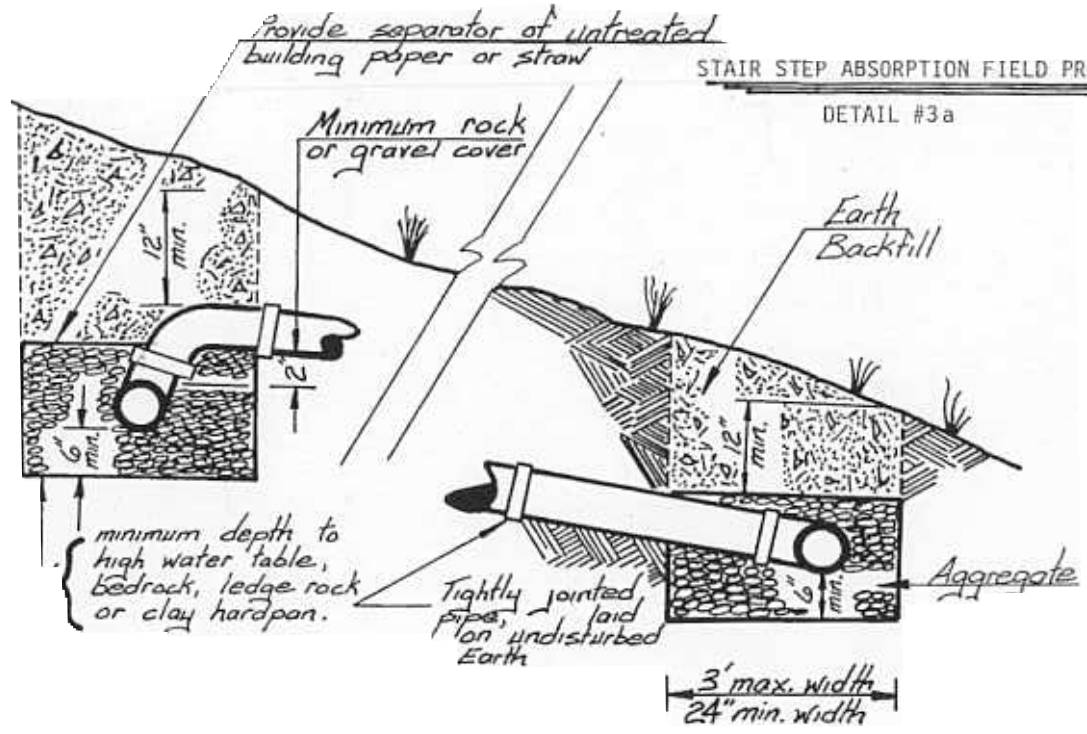 Provide separator of untreated
building paper or straw
STAIR STEP ABSORPTION FIELD PR
DETAIL #3a
Minimum rock
or gravel cover
Earth
Backfill
12"
min.
2"
6"
min.
12"
min.
6"
min.
minimum depth to
high water table,
bedrock, ledge rock
or clay hardpan.
Tightly jointed
pipe, laid
on undisturbed
Earth
Aggregate
3' max. width
24" min. width